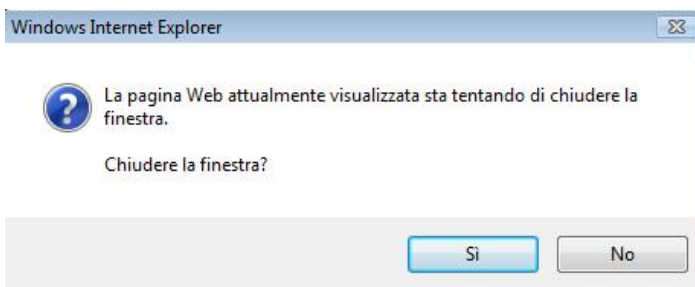 Windows Internet Explorer
La pagina Web attualmente visualizzata sta tentando di chiudere la
finestra.
Chiudere la finestra?
Sì
No